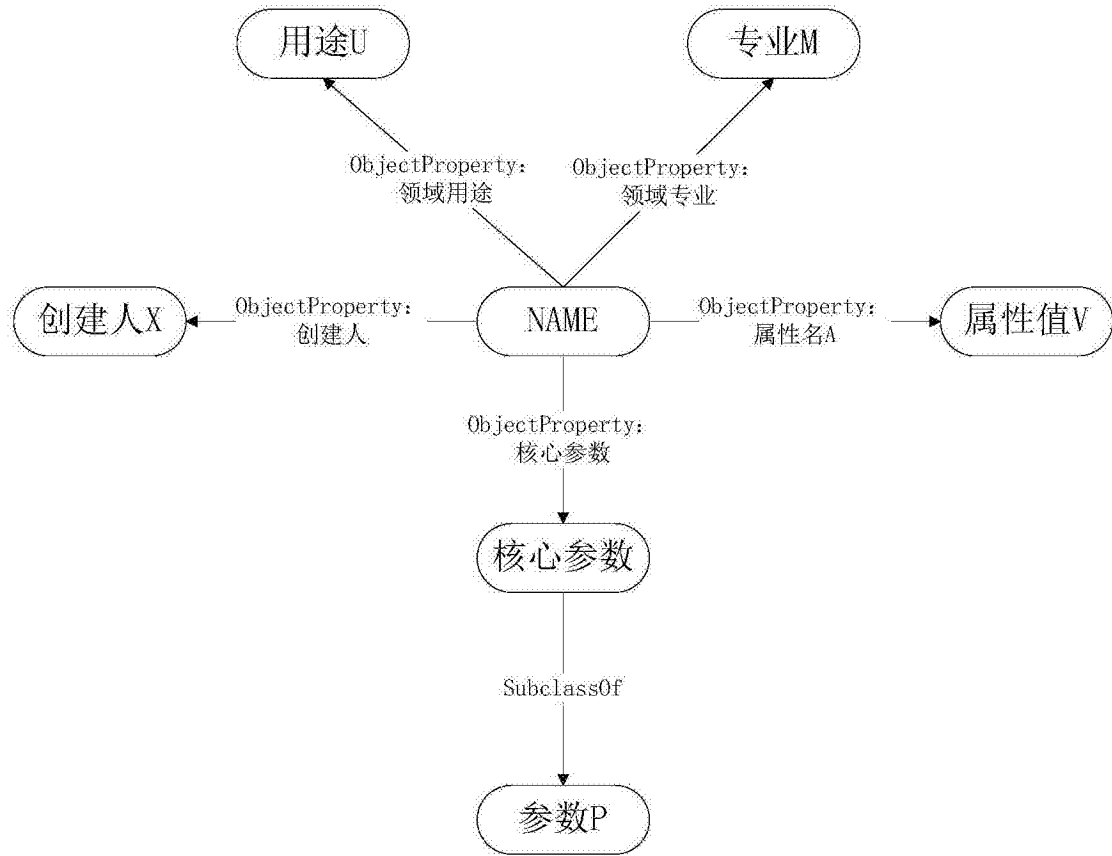 用途U
专业M
ObjectProperty：
领域用途
ObjectProperty：
领域专业
创建人X
ObjectProperty：
创建人
NAME
ObjectProperty：
属性名A
属性值V
ObjectProperty：
核心参数
核心参数
SubclassOf
参数P